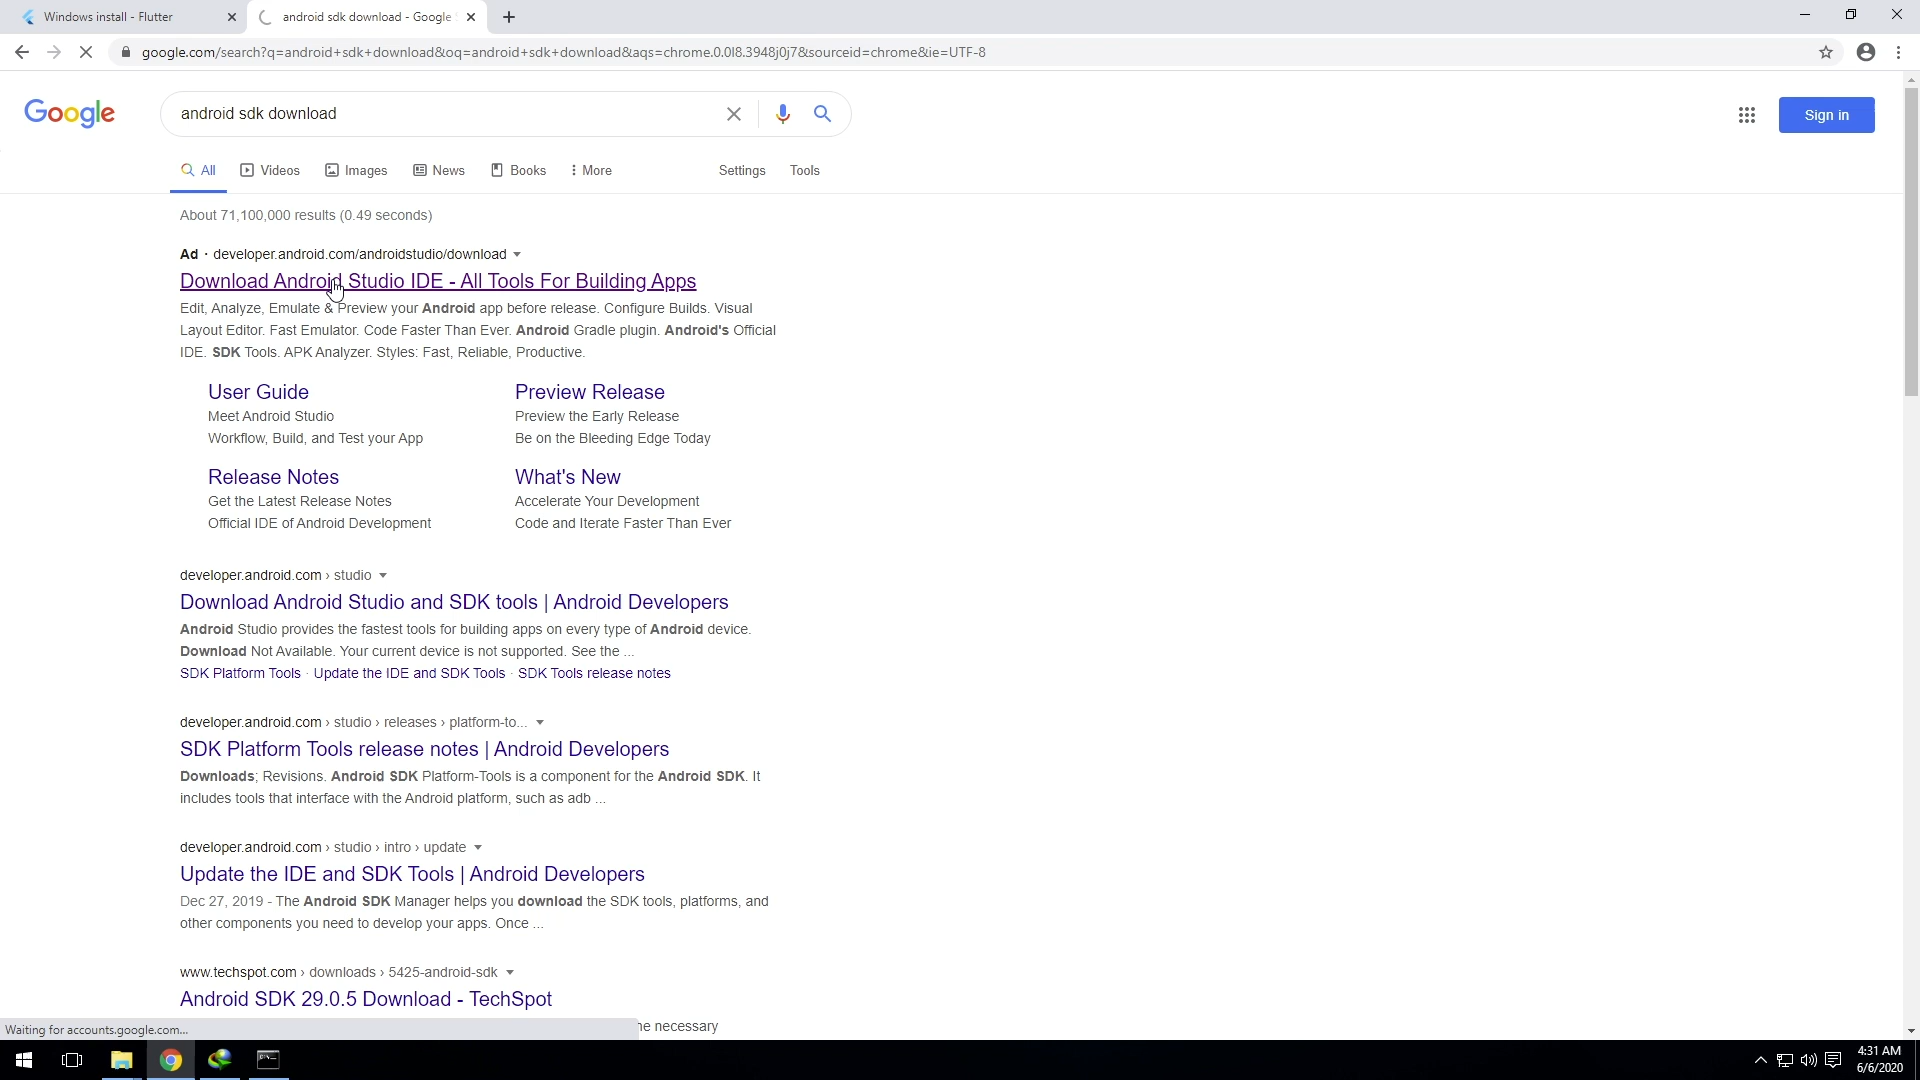 Windows install - Flutter
android sdk download - Google
google.com/search?q=android+sdk+download&oq=android+sdk+download&aqs=chrome.0.0l8.3948j0j7&sourceid=chrome&ie=UTF-8
Google
android sdk download
Sign in
All
Videos
Images
News
Books
More
Settings
Tools
About 71,100,000 results (0.49 seconds)
Ad · developer.android.com/androidstudio/download
Download Android Studio IDE - All Tools For Building Apps
Edit, Analyze, Emulate & Preview your Android app before release. Configure Builds. Visual
Layout Editor. Fast Emulator. Code Faster Than Ever. Android Gradle plugin. Android's Official
IDE. SDK Tools. APK Analyzer. Styles: Fast, Reliable, Productive.
User Guide
Meet Android Studio
Workflow, Build, and Test your App
Preview Release
Preview the Early Release
Be on the Bleeding Edge Today
Release Notes
Get the Latest Release Notes
Official IDE of Android Development
What's New
Accelerate Your Development
Code and Iterate Faster Than Ever
developer.android.com › studio
Download Android Studio and SDK tools | Android Developers
Android Studio provides the fastest tools for building apps on every type of Android device.
Download Not Available. Your current device is not supported. See the ...
SDK Platform Tools · Update the IDE and SDK Tools · SDK Tools release notes
developer.android.com › studio › releases › platform-to...
SDK Platform Tools release notes | Android Developers
Downloads; Revisions. Android SDK Platform-Tools is a component for the Android SDK. It
includes tools that interface with the Android platform, such as adb ...
developer.android.com › studio › intro › update
Update the IDE and SDK Tools | Android Developers
Dec 27, 2019 - The Android SDK Manager helps you download the SDK tools, platforms, and
other components you need to develop your apps. Once ...
www.techspot.com › downloads › 5425-android-sdk
Android SDK 29.0.5 Download - TechSpot
he necessary
Waiting for accounts.google.com...
4:31 AM
6/6/2020